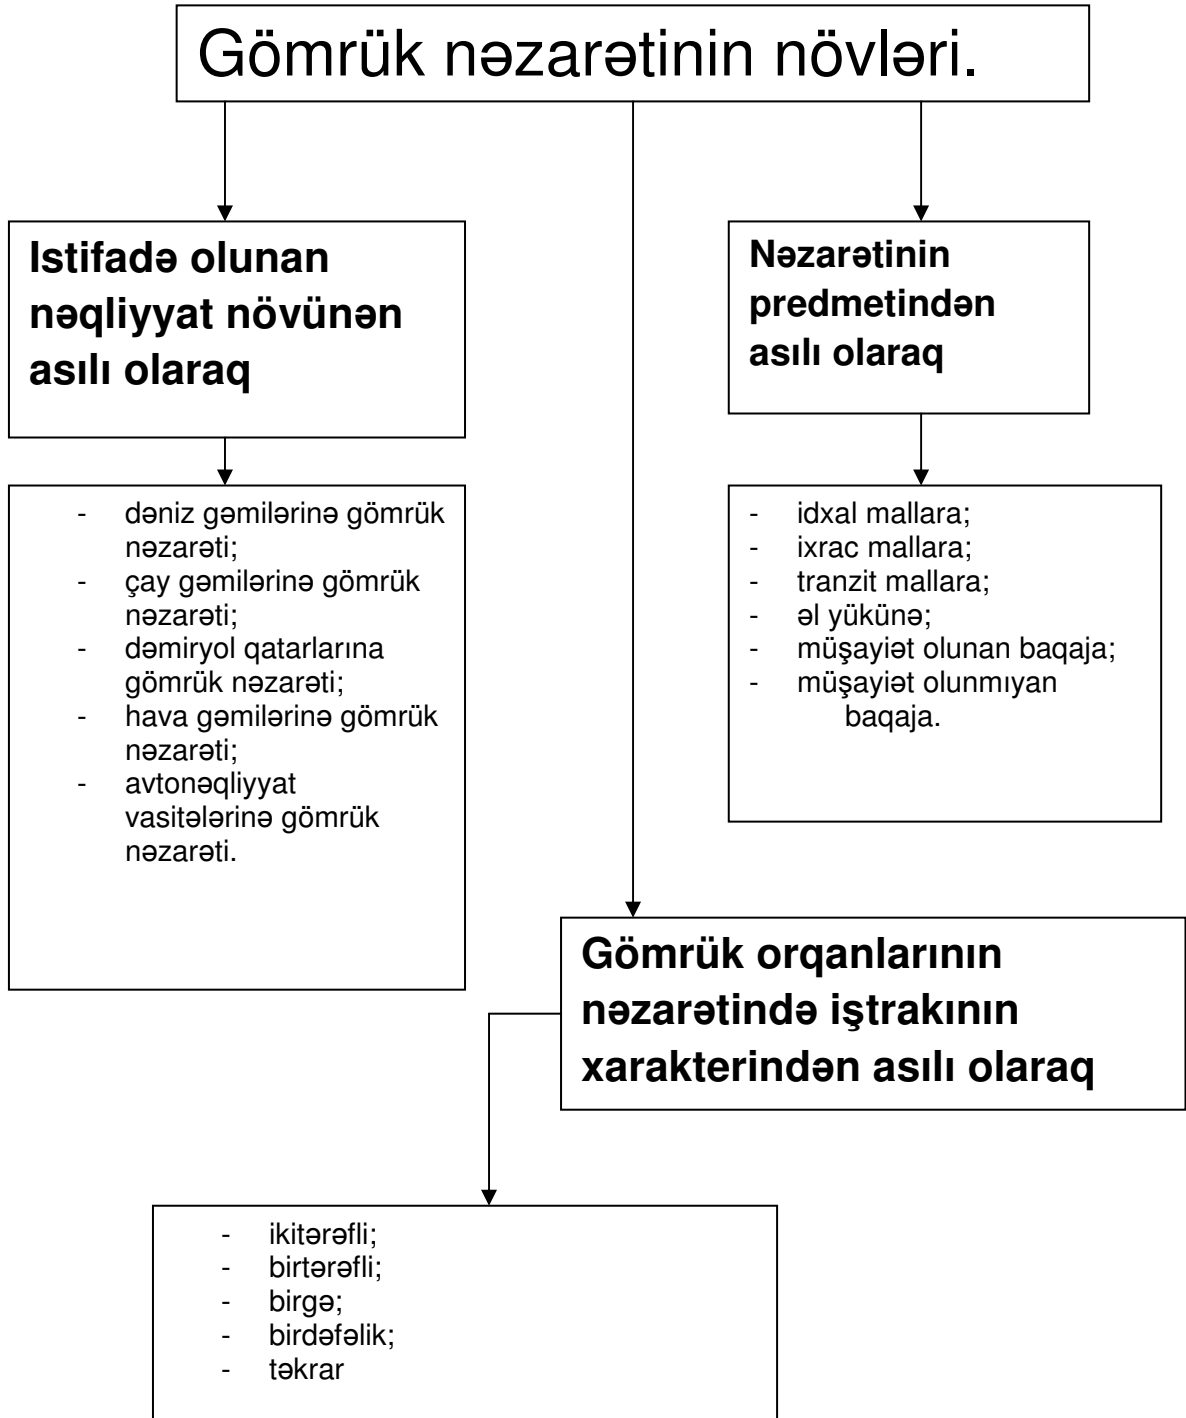 Gömrük nəzarətinin növləri.
Istifadə olunan
nəqliyyat növünən
asılı olaraq
Nəzarətinin
predmetindən
asılı olaraq
- dəniz gəmilərinə gömrük
nəzarəti;
- çay gəmilərinə gömrük
nəzarəti;
- dəmiryol qatarlarına
gömrük nəzarəti;
- hava gəmilərinə gömrük
nəzarəti;
- avtonəqliyyat
vasitələrinə gömrük
nəzarəti.
- idxal mallara;
- ixrac mallara;
- tranzit mallara;
- əl yükünə;
- müşayiət olunan baqaja;
- müşayiət olunmıyan
baqaja.
Gömrük orqanlarının
nəzarətində iştrakının
xarakterindən asılı olaraq
- ikitərəfli;
- birtərəfli;
- birgə;
- birdəfəlik;
- təkrar